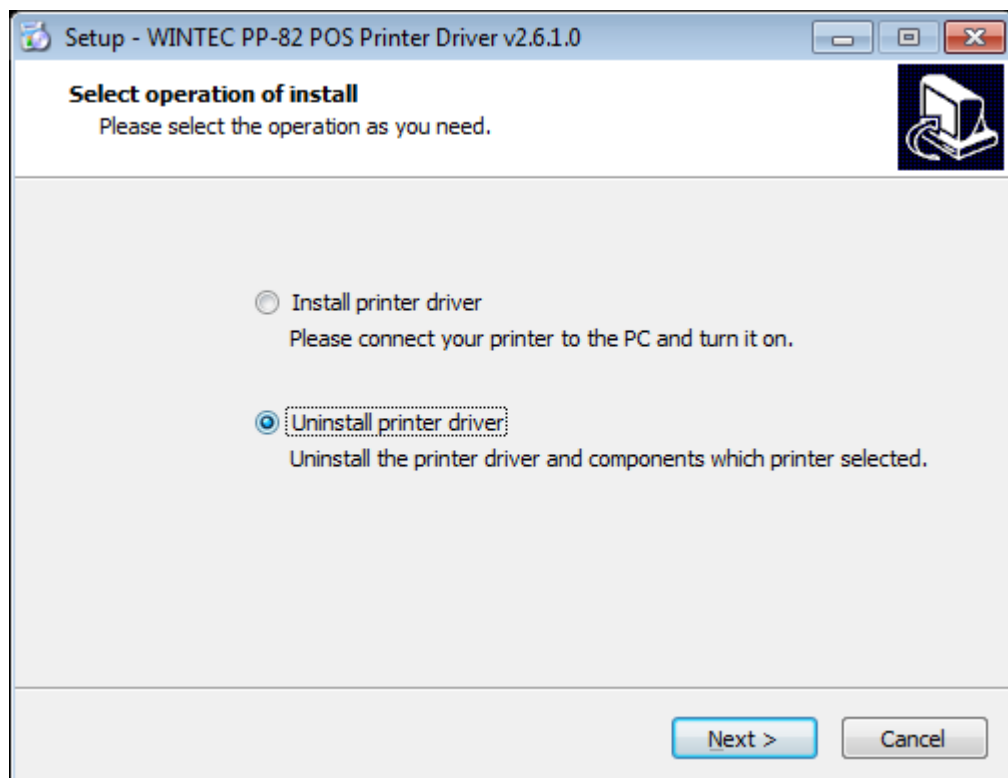 Setup - WINTEC PP-82 POS Printer Driver v2.6.1.0
Select operation of install
Please select the operation as you need.
Install printer driver
Please connect your printer to the PC and turn it on.
Uninstall printer driver
Uninstall the printer driver and components which printer selected.
Next >
Cancel